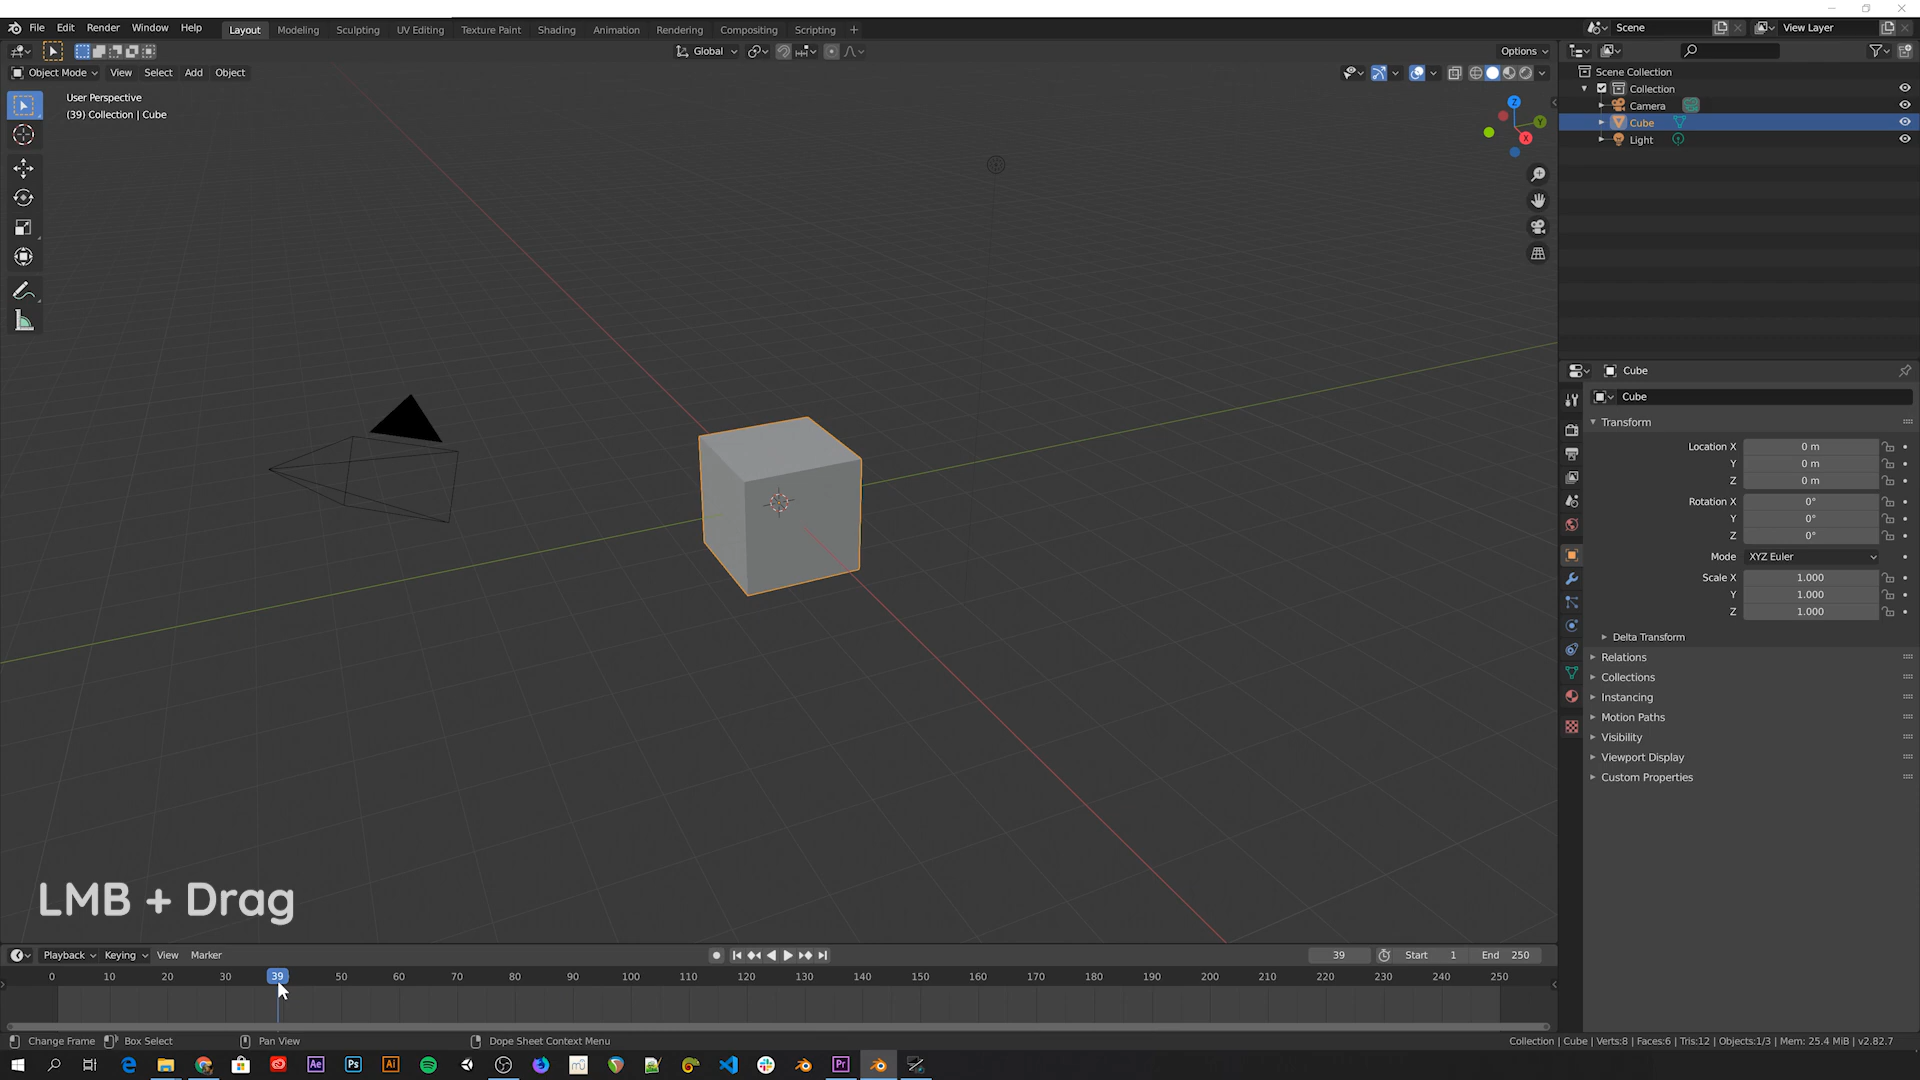 File Edit Render Window Help
Layout Modeling Sculpting UV Editing Texture Paint Shading Animation Rendering Compositing Scripting +
Scene View Layer
Global Options
Object Mode View Select Add Object
User Perspective
(39) Collection | Cube
Z Y X
Scene Collection
Collection
Camera
Cube
Light
Cube
Cube
Transform
Location X 0 m
Y 0 m
Z 0 m
Rotation X 0°
Y 0°
Z 0°
Mode XYZ Euler
Scale X 1.000
Y 1.000
Z 1.000
Delta Transform
Relations
Collections
Instancing
Motion Paths
Visibility
Viewport Display
Custom Properties
LMB + Drag
Playback Keying View Marker 39 Start 1 End 250
0 10 20 30 39 50 60 70 80 90 100 110 120 130 140 150 160 170 180 190 200 210 220 230 240 250
Change Frame Box Select Pan View Dope Sheet Context Menu Collection | Cube | Verts:8 | Faces:6 | Tris:12 | Objects:1/3 | Mem: 25.4 MiB | v2.82.7
Ae Ps Ai Pr